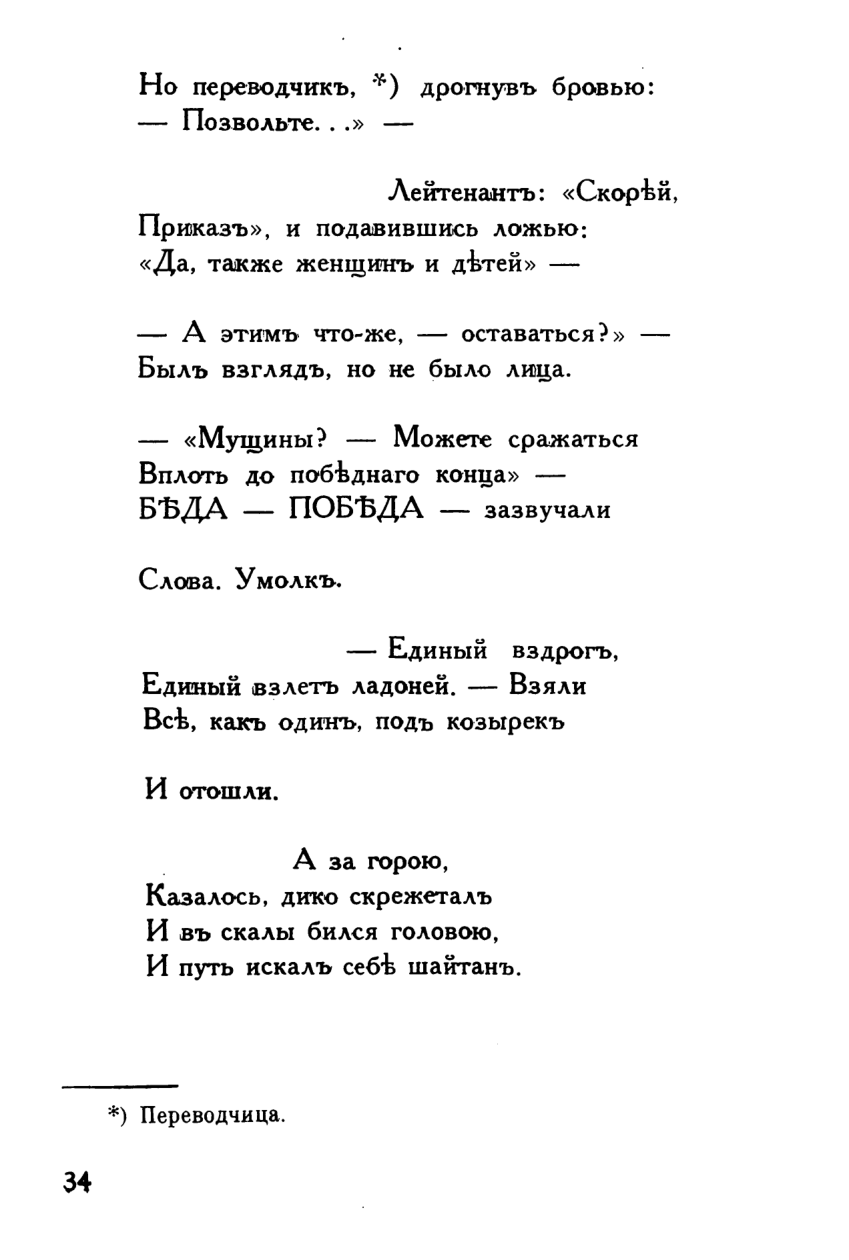 Но переводчикъ, *) дрогнувъ бровью:
— Позвольте. . .» —
Лейтенантъ: «Скорѣй,
Приказъ», и подавившись ложью:
«Да, также женщинъ и дѣтей» —
— А этимъ что-же, — оставаться?» —
Былъ взглядъ, но не было лица.
— «Мущины? — Можете сражаться
Вплоть до побѣднаго конца» —
БѢДА — ПОБѢДА — зазвучали
Слова. Умолкъ.
— Единый вздрогъ,
Единый взлетъ ладоней. — Взяли
Всѣ, какъ одинъ, подъ козырекъ
И отошли.
А за горою,
Казалось, дико скрежеталъ
И въ скалы бился головою,
И путь искалъ себѣ шайтанъ.
*) Переводчица.
34